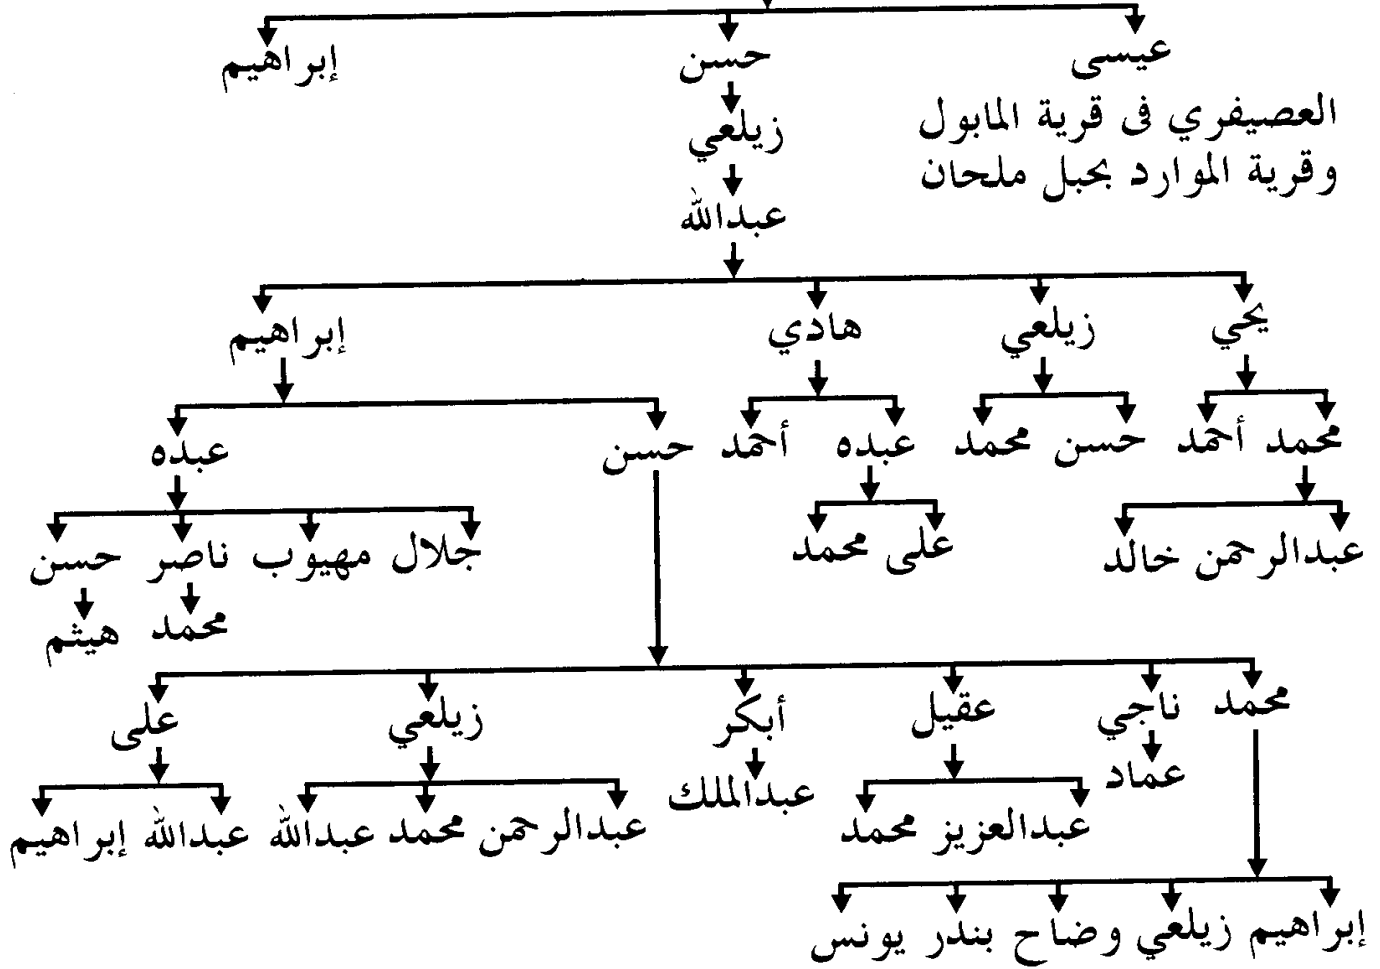 عيسى حسن إبراهيم
العصيفري فى قرية المابول
وقرية الموارد بحبل ملحان
زيلعي
عبدالله
يحي زيلعي هادي إبراهيم
محمد أحمد حسن محمد عبده أحمد حسن عبده
عبدالرحمن خالد على محمد جلال مهيوب ناصر حسن
محمد هيثم
محمد ناجي عقيل أبكر زيلعي على
عماد عبدالملك
عبدالعزيز محمد عبدالرحمن محمد عبدالله عبدالله إبراهيم
إبراهيم زيلعي وضاح بندر يونس